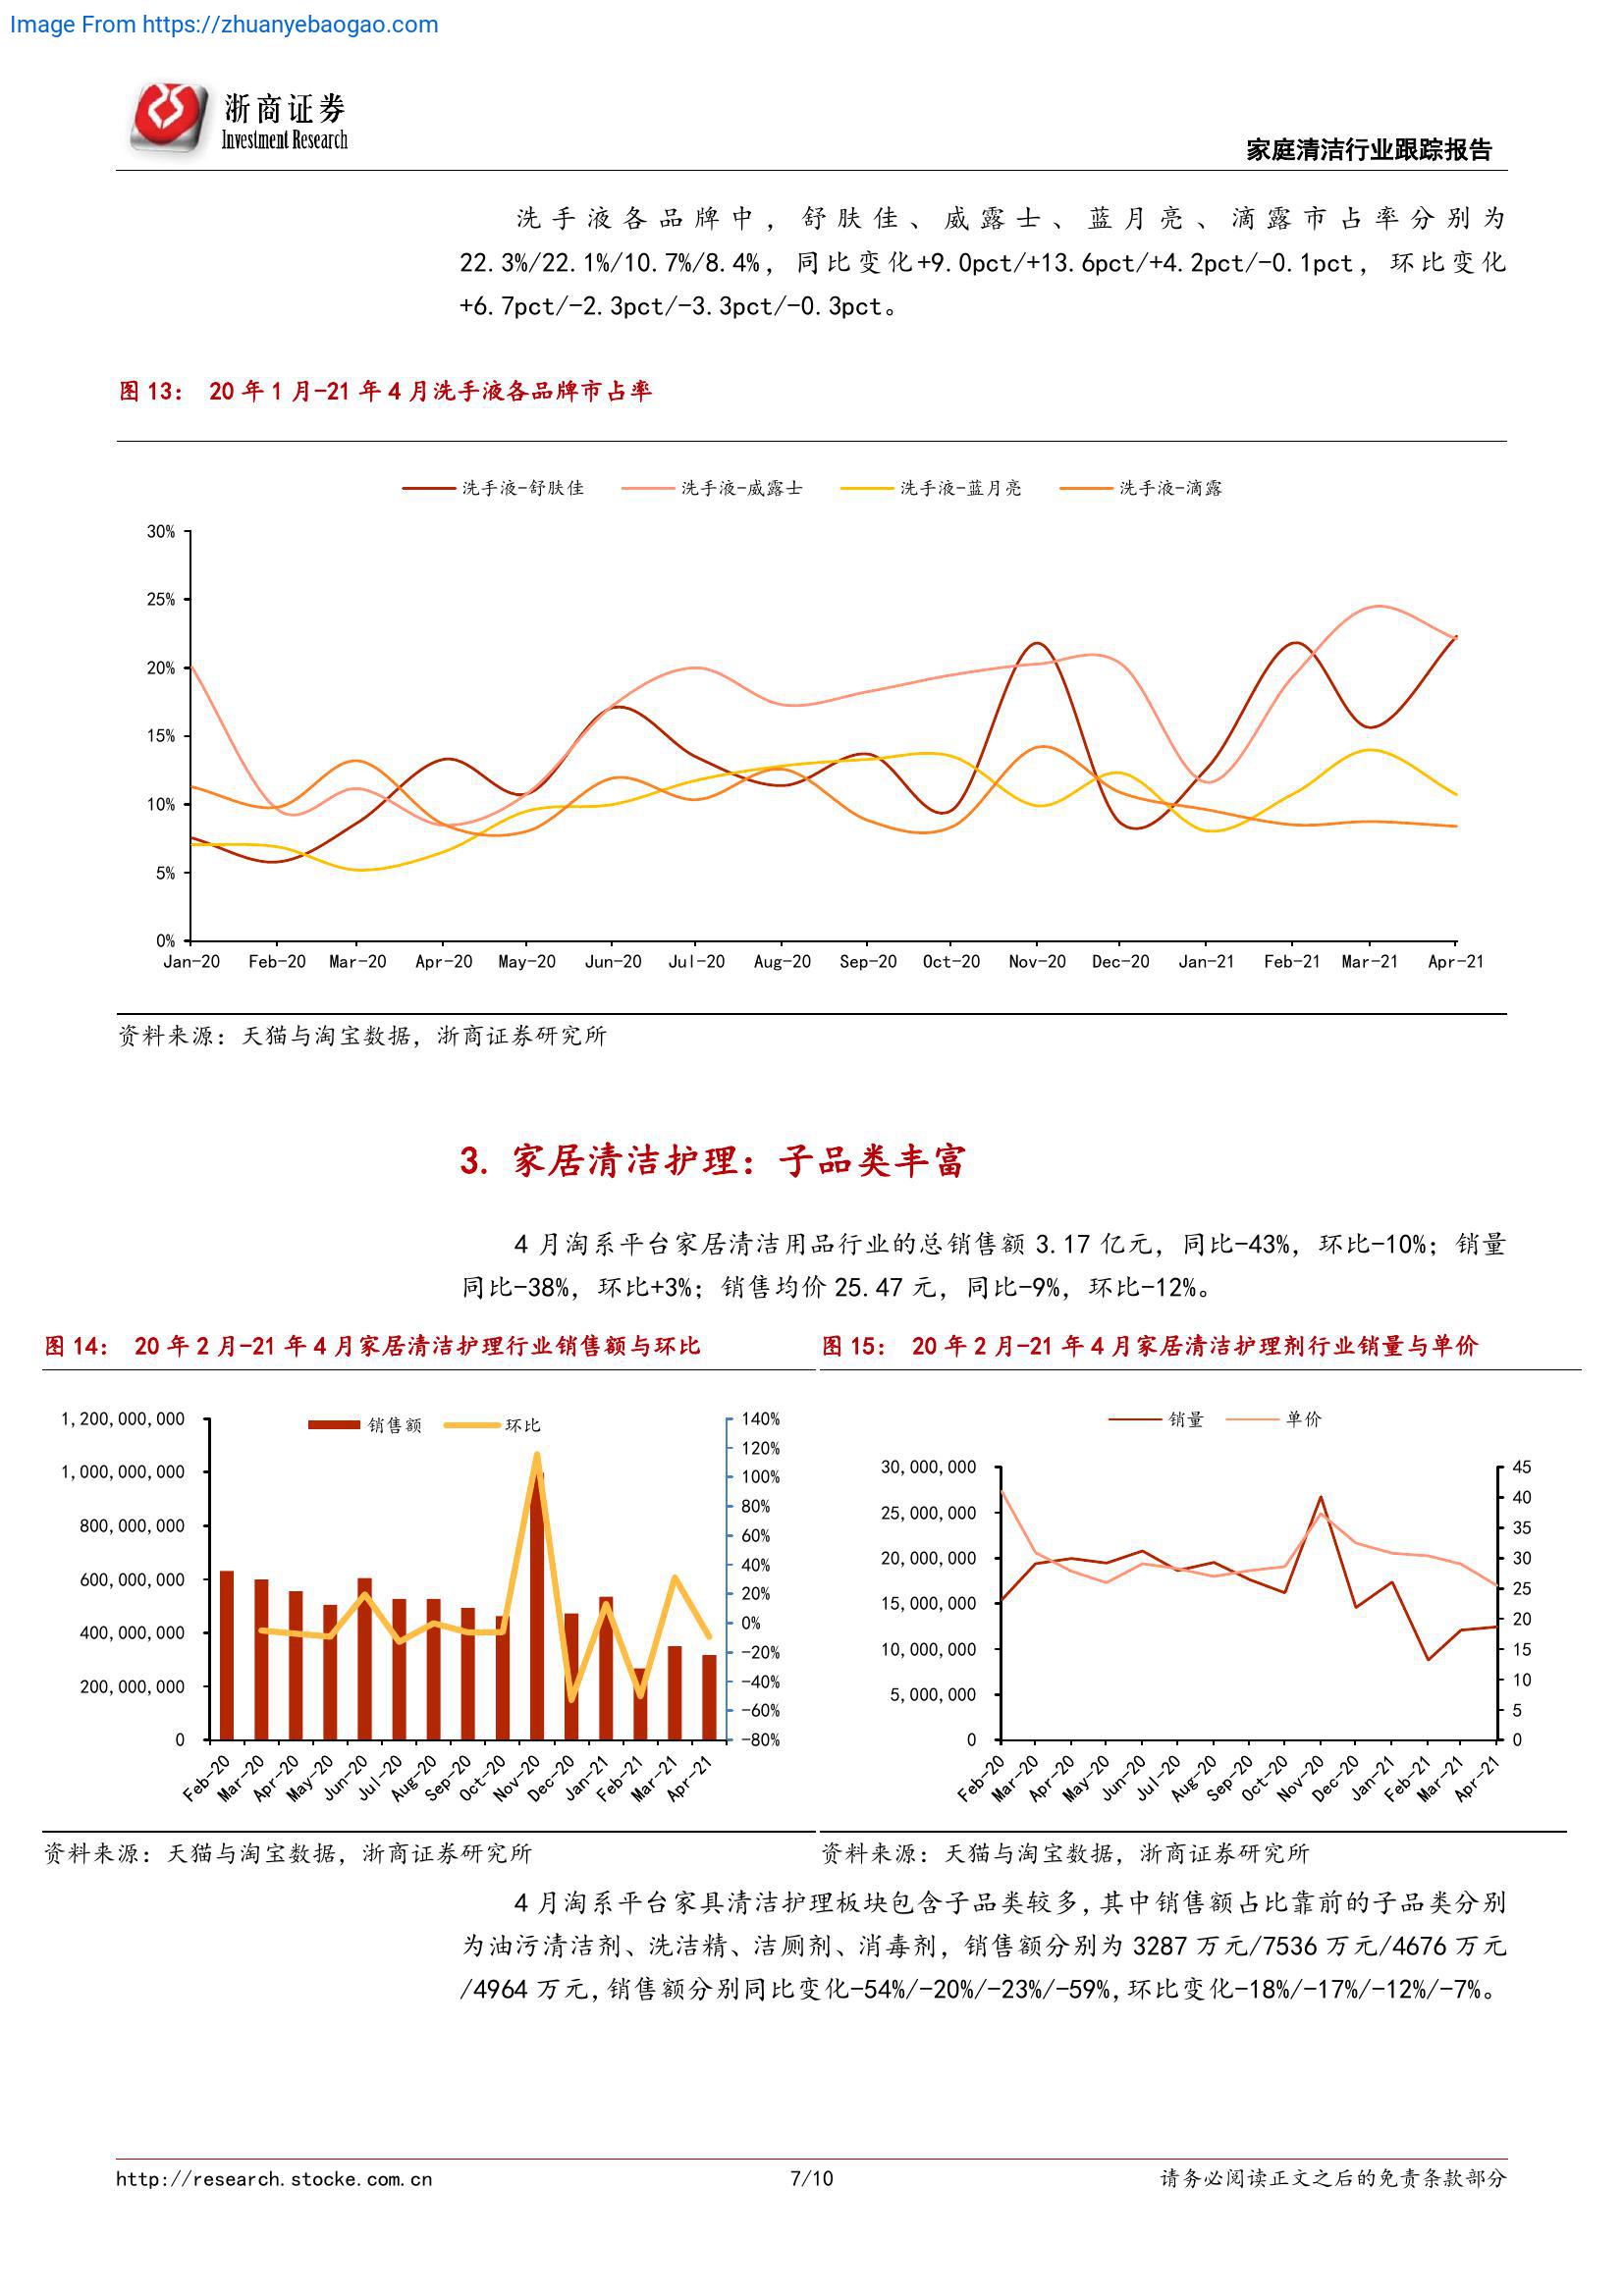 Image From https://zhuanyebaogao.com
浙商证券
Investment Research
家庭清洁行业跟踪报告
洗手液各品牌中，舒肤佳、威露士、蓝月亮、滴露市占率分别为
22.3%/22.1%/10.7%/8.4%，同比变化+9.0pct/+13.6pct/+4.2pct/-0.1pct，环比变化
+6.7pct/-2.3pct/-3.3pct/-0.3pct。
图 13： 20 年 1 月-21 年 4 月洗手液各品牌市占率
洗手液-舒肤佳 洗手液-威露士 洗手液-蓝月亮 洗手液-滴露
30%
25%
20%
15%
10%
5%
0%
Jan-20 Feb-20 Mar-20 Apr-20 May-20 Jun-20 Jul-20 Aug-20 Sep-20 Oct-20 Nov-20 Dec-20 Jan-21 Feb-21 Mar-21 Apr-21
资料来源：天猫与淘宝数据，浙商证券研究所
3. 家居清洁护理：子品类丰富
4 月淘系平台家居清洁用品行业的总销售额 3.17 亿元，同比-43%，环比-10%；销量
同比-38%，环比+3%；销售均价 25.47 元，同比-9%，环比-12%。
图 14： 20 年 2 月-21 年 4 月家居清洁护理行业销售额与环比
销售额 环比
1,200,000,000
1,000,000,000
800,000,000
600,000,000
400,000,000
200,000,000
0
140%
120%
100%
80%
60%
40%
20%
0%
-20%
-40%
-60%
-80%
Feb-20 Mar-20 Apr-20 May-20 Jun-20 Jul-20 Aug-20 Sep-20 Oct-20 Nov-20 Dec-20 Jan-21 Feb-21 Mar-21 Apr-21
资料来源：天猫与淘宝数据，浙商证券研究所
图 15： 20 年 2 月-21 年 4 月家居清洁护理剂行业销量与单价
销量 单价
30,000,000
25,000,000
20,000,000
15,000,000
10,000,000
5,000,000
0
45
40
35
30
25
20
15
10
5
0
Feb-20 Mar-20 Apr-20 May-20 Jun-20 Jul-20 Aug-20 Sep-20 Oct-20 Nov-20 Dec-20 Jan-21 Feb-21 Mar-21 Apr-21
资料来源：天猫与淘宝数据，浙商证券研究所
4 月淘系平台家具清洁护理板块包含子品类较多，其中销售额占比靠前的子品类分别
为油污清洁剂、洗洁精、洁厕剂、消毒剂，销售额分别为 3287 万元/7536 万元/4676 万元
/4964 万元，销售额分别同比变化-54%/-20%/-23%/-59%，环比变化-18%/-17%/-12%/-7%。
http://research.stocke.com.cn
7/10
请务必阅读正文之后的免责条款部分